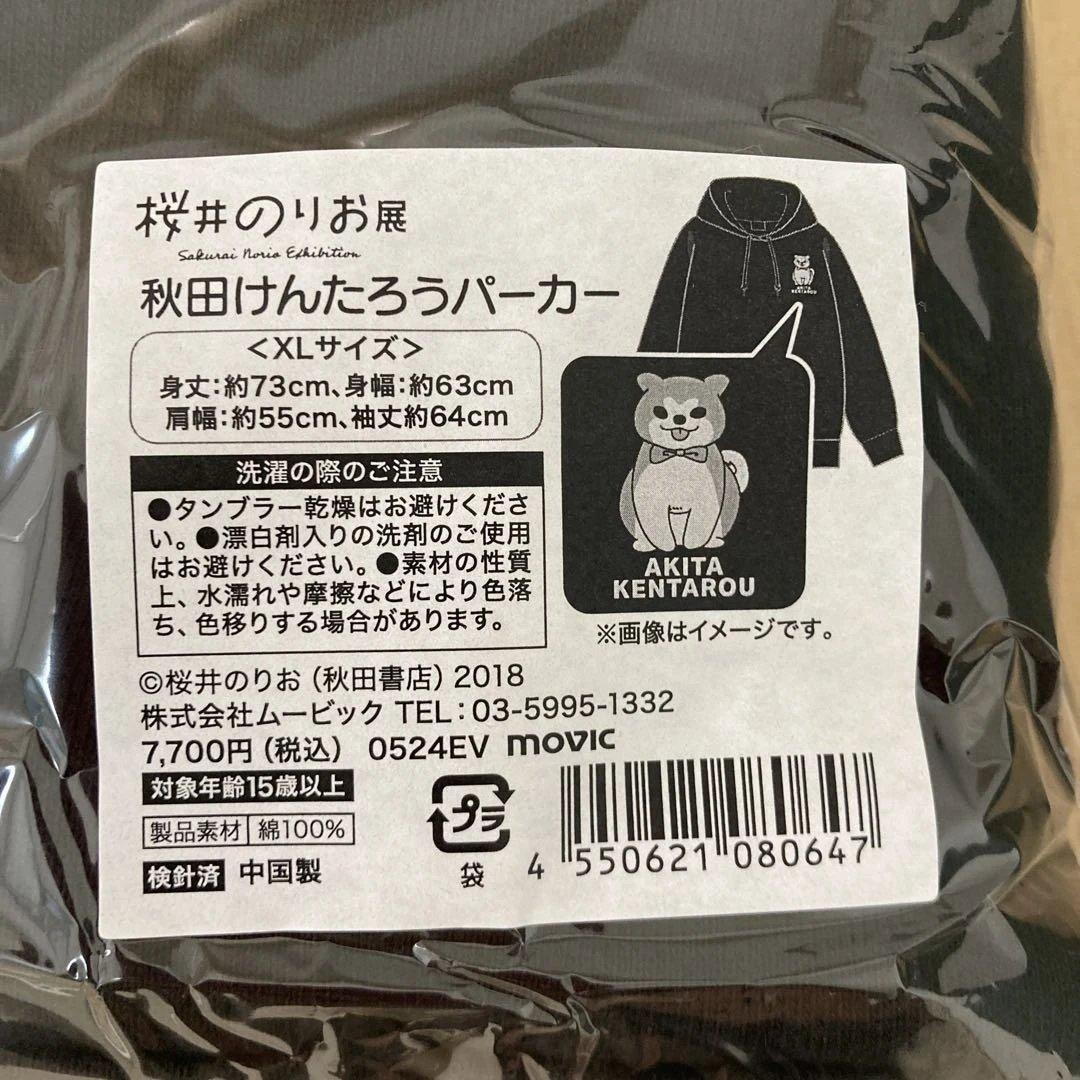 桜井のりお展
Sakurai Norio Exhibition
秋田けんたろうパーカー
＜XLサイズ＞
身丈：約73cm、身幅：約63cm
肩幅：約55cm、袖丈約64cm
洗濯の際のご注意
●タンブラー乾燥はお避けくださ
い。●漂白剤入りの洗剤のご使用
はお避けください。●素材の性質
上、水濡れや摩擦などにより色落
ち、色移りする場合があります。
AKITA
KENTAROU
AKITA
KENTAROU
※画像はイメージです。
©桜井のりお（秋田書店）2018
株式会社ムービック TEL：03-5995-1332
7,700円（税込） 0524EV movic
対象年齢15歳以上
製品素材 綿100%
検針済 中国製
プラ
袋
4 550621 080647